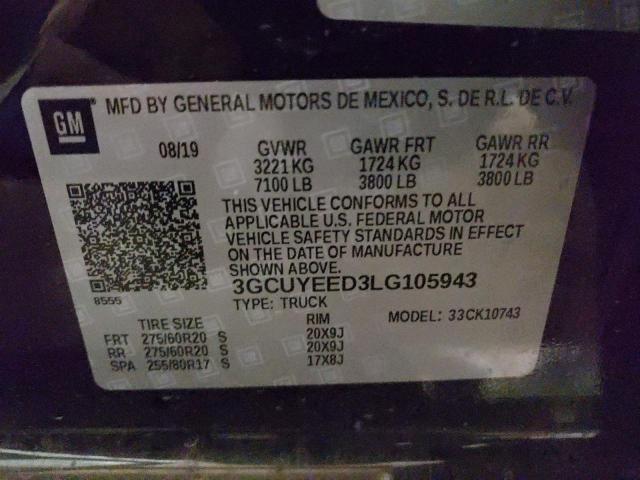 GM ® MFD BY GENERAL MOTORS DE MEXICO, S. DE R.L. DE C.V.
08/19 GVWR GAWR FRT GAWR RR
3221 KG 1724 KG 1724 KG
7100 LB 3800 LB 3800 LB
THIS VEHICLE CONFORMS TO ALL
APPLICABLE U.S. FEDERAL MOTOR
VEHICLE SAFETY STANDARDS IN EFFECT
ON THE DATE OF MANUFACTURE
SHOWN ABOVE.
3GCUYEED3LG105943
8555 TYPE: TRUCK
TIRE SIZE RIM MODEL: 33CK10743
FRT 275/60R20 S 20X9J
RR 275/60R20 S 20X9J
SPA 255/80R17 S 17X8J